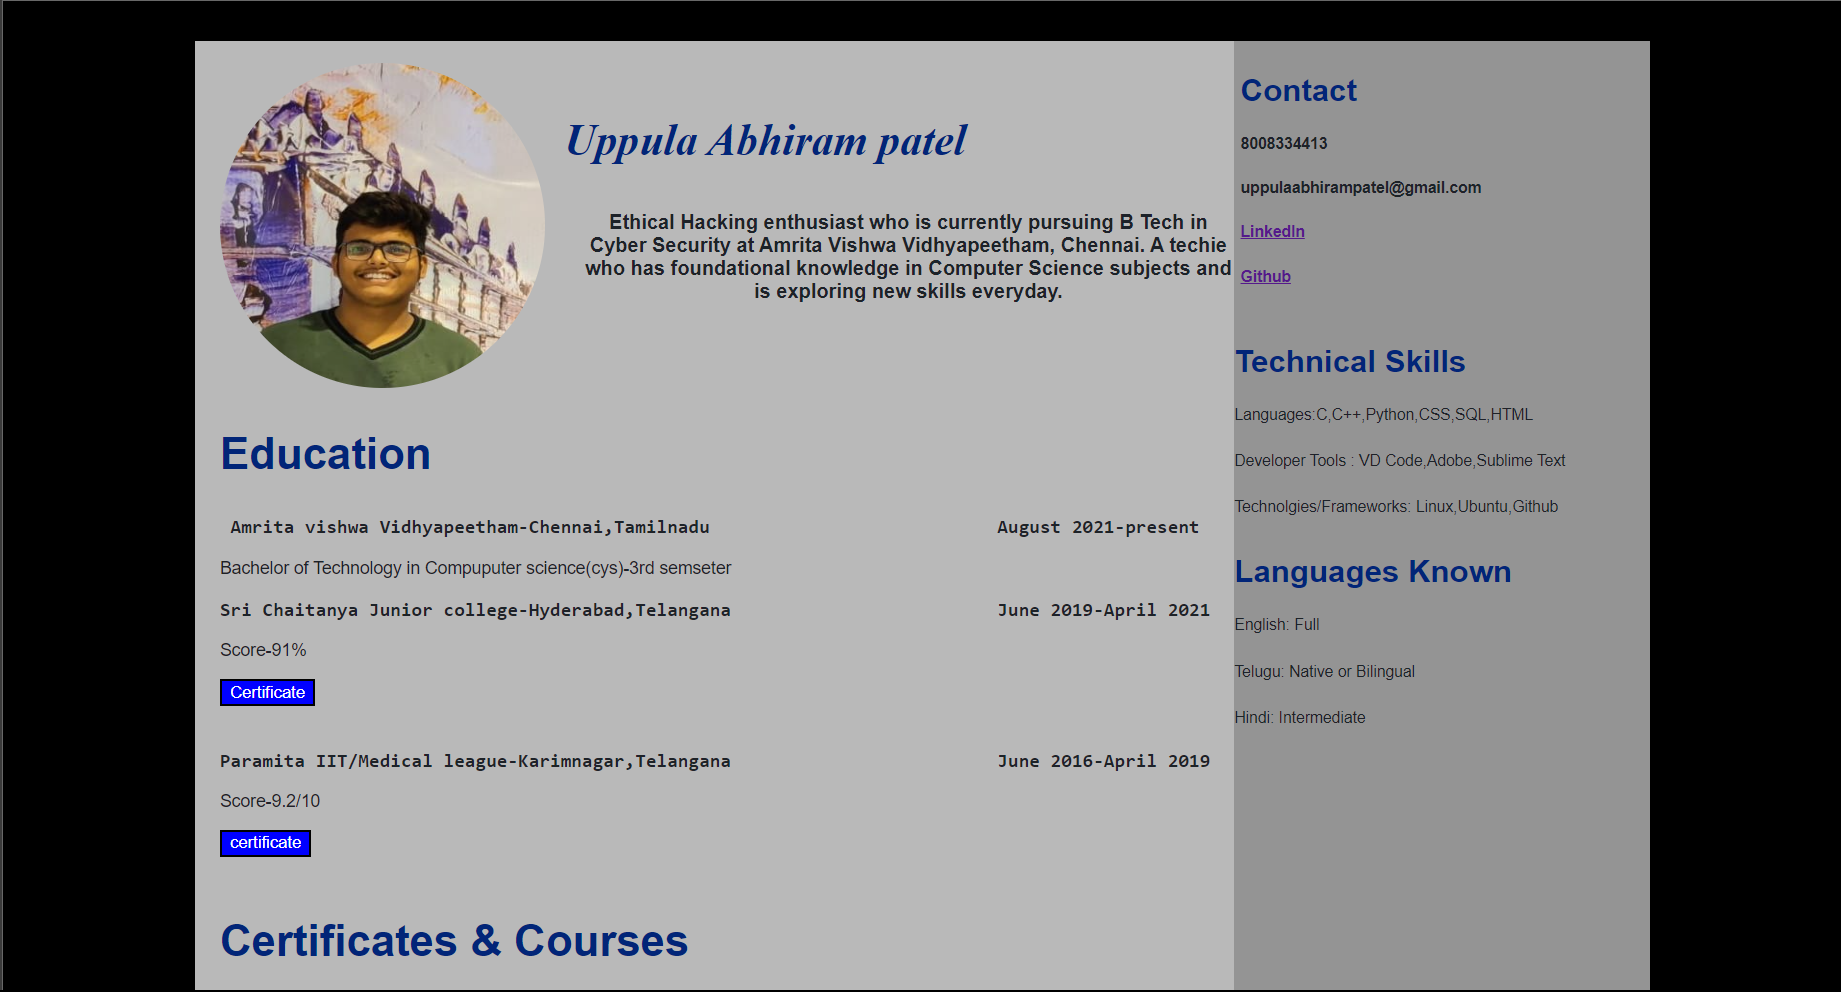 Uppula Abhiram patel
Ethical Hacking enthusiast who is currently pursuing B Tech in
Cyber Security at Amrita Vishwa Vidhyapeetham, Chennai. A techie
who has foundational knowledge in Computer Science subjects and
is exploring new skills everyday.
Education
Amrita vishwa Vidhyapeetham-Chennai,Tamilnadu August 2021-present
Bachelor of Technology in Compuputer science(cys)-3rd semseter
Sri Chaitanya Junior college-Hyderabad,Telangana June 2019-April 2021
Score-91%
Certificate
Paramita IIT/Medical league-Karimnagar,Telangana June 2016-April 2019
Score-9.2/10
certificate
Certificates & Courses
Contact
8008334413
uppulaabhirampatel@gmail.com
LinkedIn
Github
Technical Skills
Languages:C,C++,Python,CSS,SQL,HTML
Developer Tools : VD Code,Adobe,Sublime Text
Technolgies/Frameworks: Linux,Ubuntu,Github
Languages Known
English: Full
Telugu: Native or Bilingual
Hindi: Intermediate